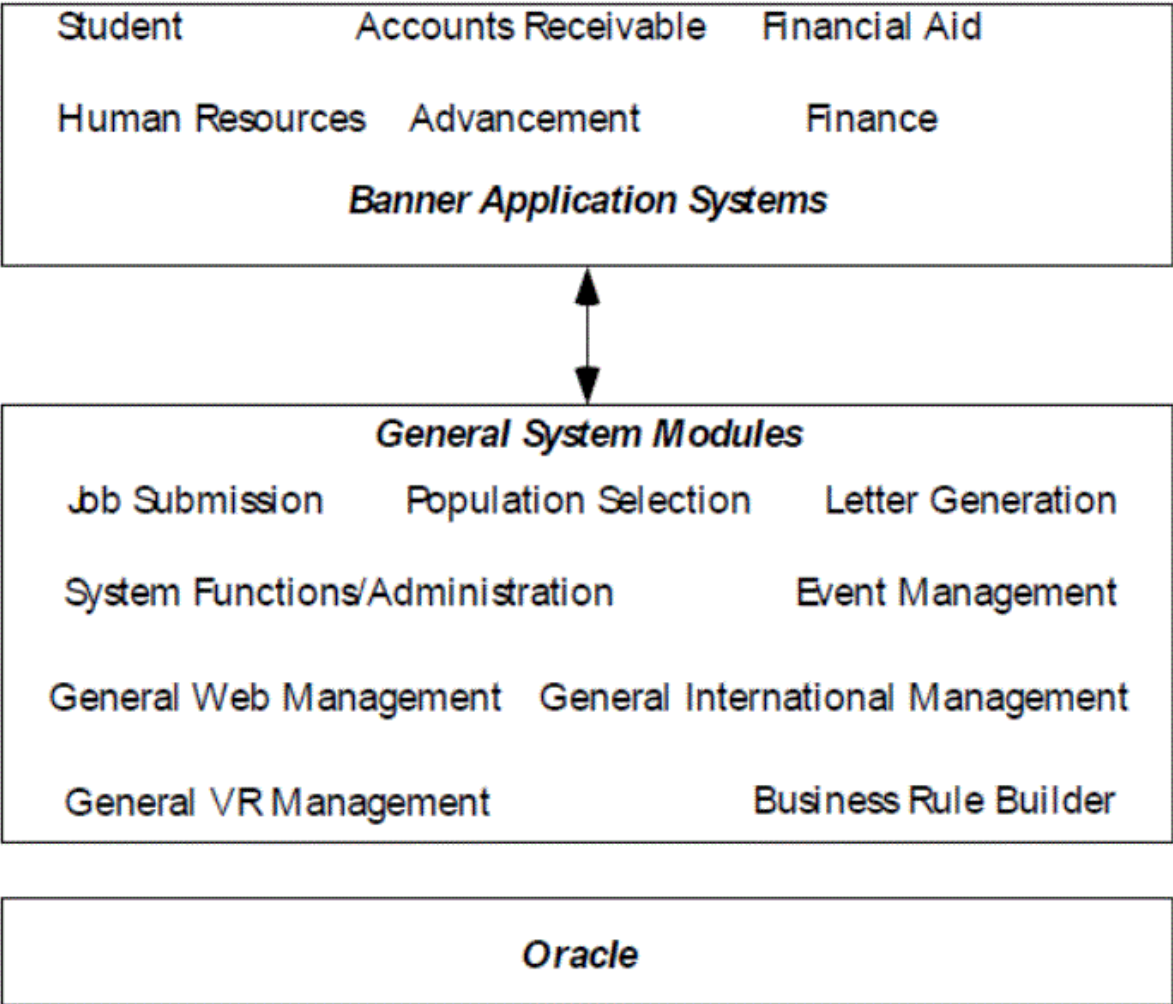 Student Accounts Receivable Financial Aid
Human Resources Advancement Finance
Banner Application Systems
General System Modules
Job Submission Population Selection Letter Generation
System Functions/Administration Event Management
General Web Management General International Management
General VR Management Business Rule Builder
Oracle